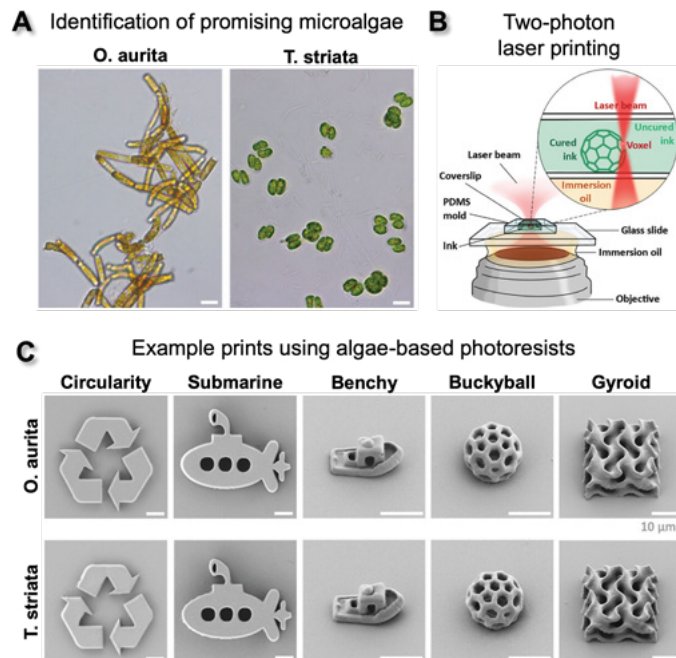 A Identification of promising microalgae
O. aurita T. striata
B Two-photon
laser printing
Laser beam
Uncured
ink
Cured
ink
Voxel
Immersion
oil
Laser beam
Coverslip
PDMS
mold
Ink
Glass slide
Immersion oil
Objective
C Example prints using algae-based photoresists
Circularity Submarine Benchy Buckyball Gyroid
O. aurita
10 µm
T. striata